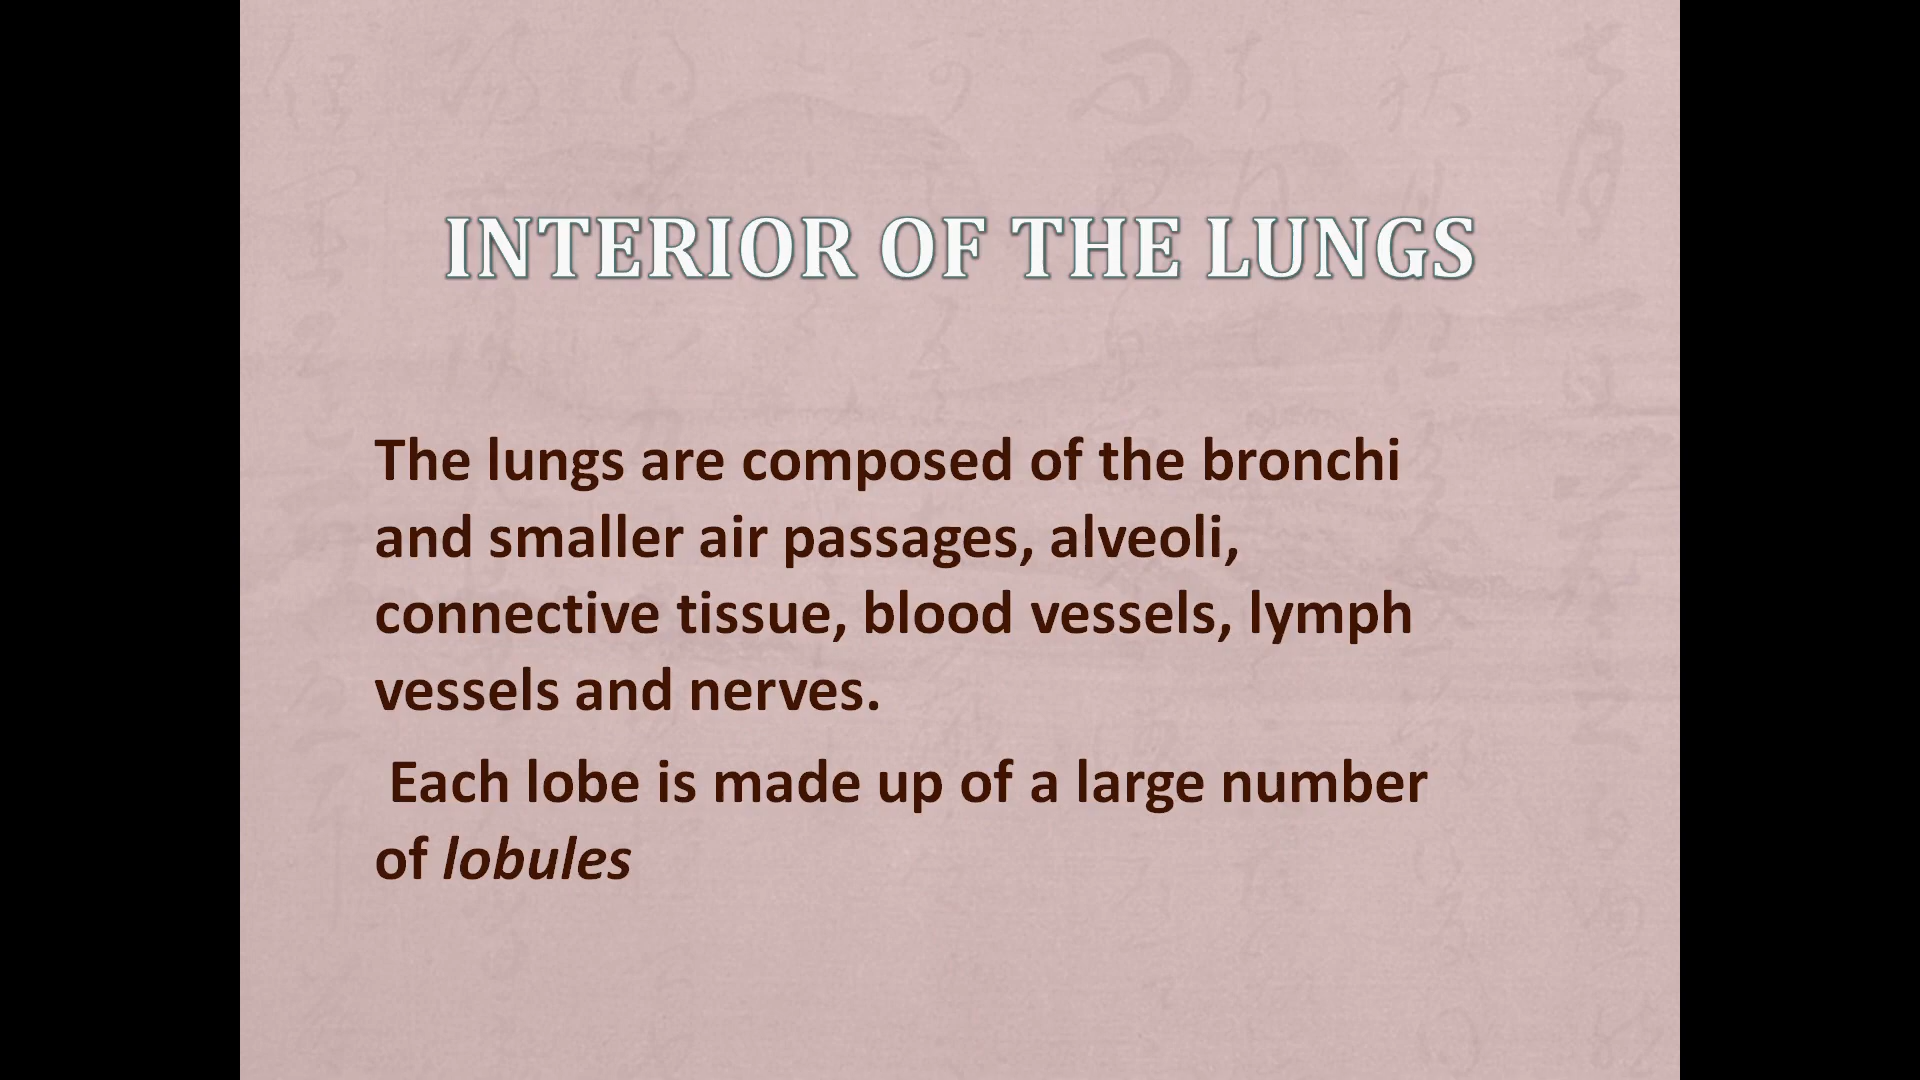 INTERIOR OF THE LUNGS
The lungs are composed of the bronchi
and smaller air passages, alveoli,
connective tissue, blood vessels, lymph
vessels and nerves.
Each lobe is made up of a large number
of lobules